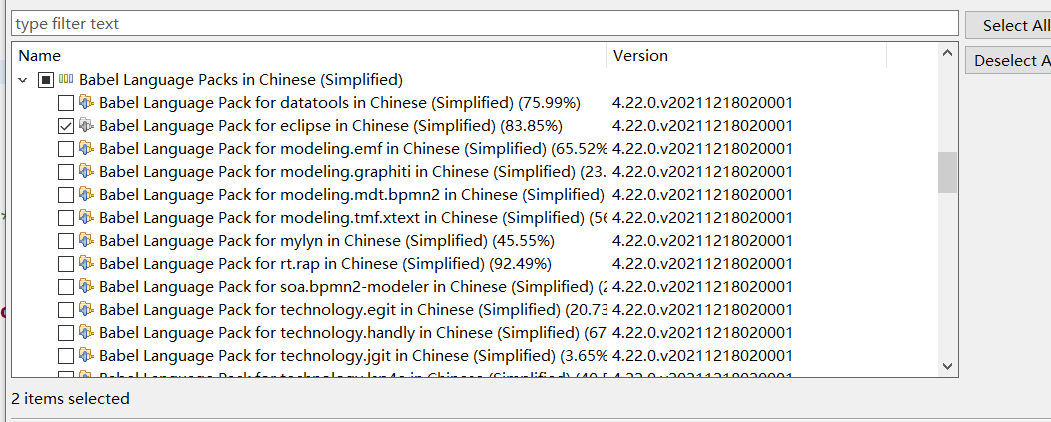 type filter text
Select All
Name Version
Deselect A
Babel Language Packs in Chinese (Simplified)
Babel Language Pack for datatools in Chinese (Simplified) (75.99%) 4.22.0.v20211218020001
Babel Language Pack for eclipse in Chinese (Simplified) (83.85%) 4.22.0.v20211218020001
Babel Language Pack for modeling.emf in Chinese (Simplified) (65.52% 4.22.0.v20211218020001
Babel Language Pack for modeling.graphiti in Chinese (Simplified) (23. 4.22.0.v20211218020001
Babel Language Pack for modeling.mdt.bpmn2 in Chinese (Simplified) 4.22.0.v20211218020001
Babel Language Pack for modeling.tmf.xtext in Chinese (Simplified) (56 4.22.0.v20211218020001
Babel Language Pack for mylyn in Chinese (Simplified) (45.55%) 4.22.0.v20211218020001
Babel Language Pack for rt.rap in Chinese (Simplified) (92.49%) 4.22.0.v20211218020001
Babel Language Pack for soa.bpmn2-modeler in Chinese (Simplified) (2 4.22.0.v20211218020001
Babel Language Pack for technology.egit in Chinese (Simplified) (20.73 4.22.0.v20211218020001
Babel Language Pack for technology.handly in Chinese (Simplified) (67 4.22.0.v20211218020001
Babel Language Pack for technology.jgit in Chinese (Simplified) (3.65% 4.22.0.v20211218020001
2 items selected